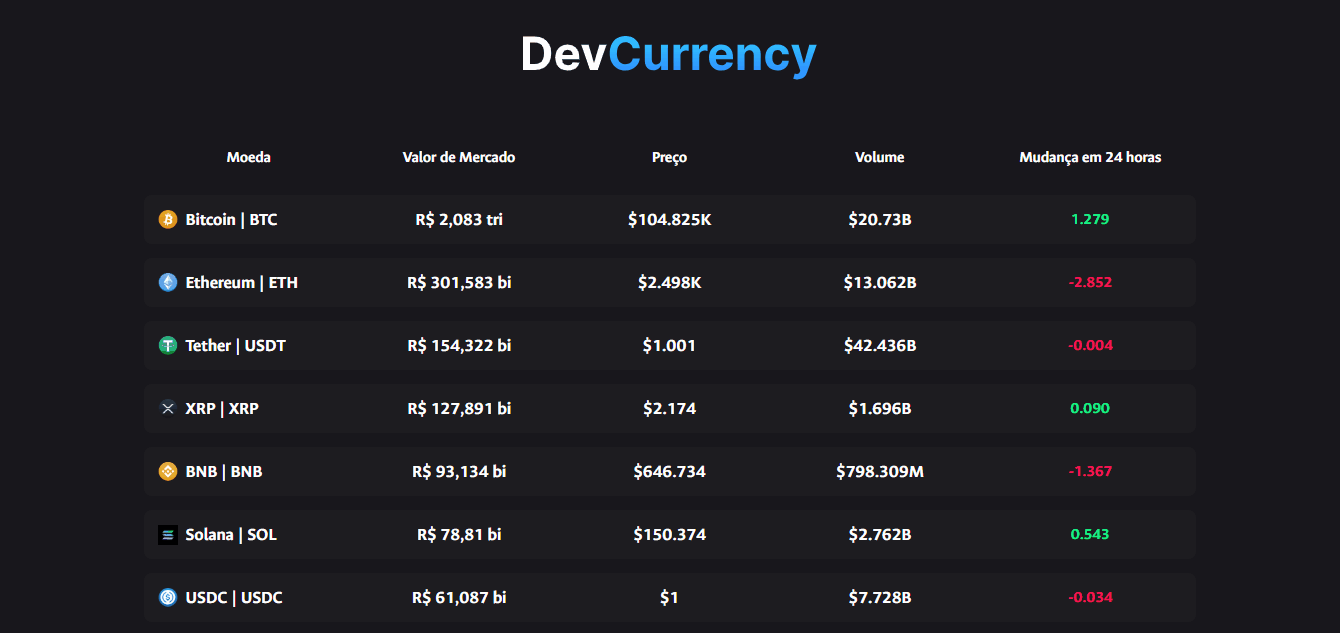 DevCurrency
Moeda Valor de Mercado Preço Volume Mudança em 24 horas
Bitcoin | BTC R$ 2,083 tri $104.825K $20.73B 1.279
Ethereum | ETH R$ 301,583 bi $2.498K $13.062B -2.852
Tether | USDT R$ 154,322 bi $1.001 $42.436B -0.004
XRP | XRP R$ 127,891 bi $2.174 $1.696B 0.090
BNB | BNB R$ 93,134 bi $646.734 $798.309M -1.367
Solana | SOL R$ 78,81 bi $150.374 $2.762B 0.543
USDC | USDC R$ 61,087 bi $1 $7.728B -0.034